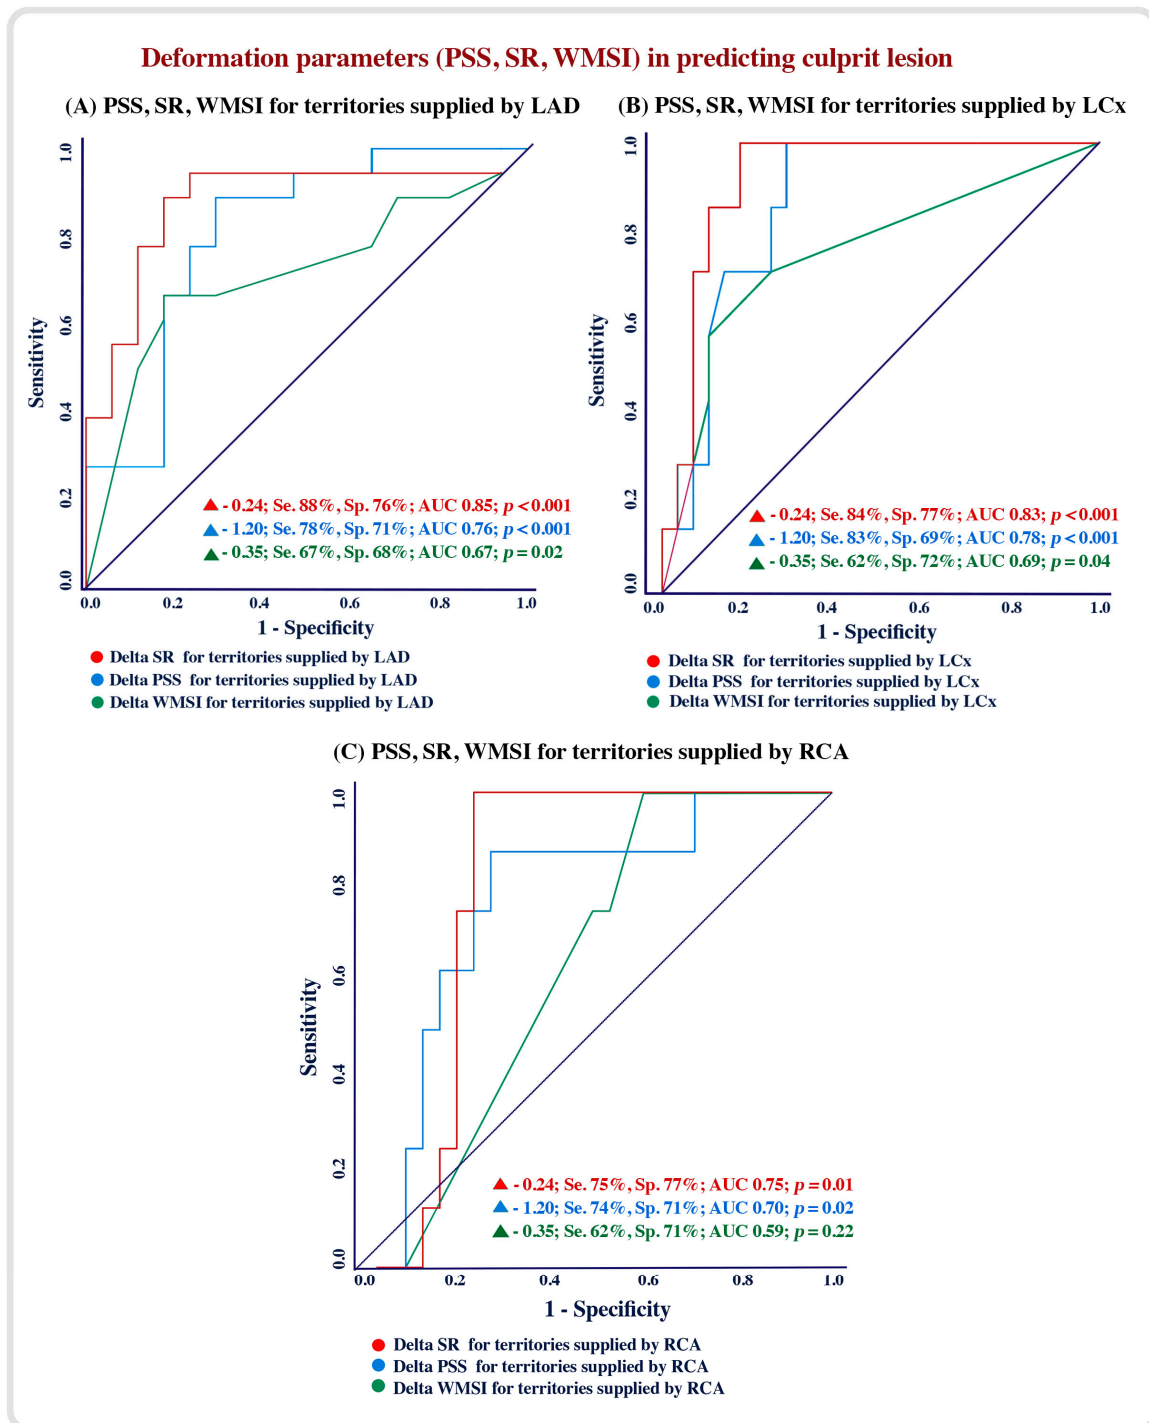 Deformation parameters (PSS, SR, WMSI) in predicting culprit lesion
(A) PSS, SR, WMSI for territories supplied by LAD
1.0
0.8
0.6
0.4
0.2
0.0
Sensitivity
▲ - 0.24; Se. 88%, Sp. 76%; AUC 0.85; p < 0.001
▲ - 1.20; Se. 78%, Sp. 71%; AUC 0.76; p < 0.001
▲ - 0.35; Se. 67%, Sp. 68%; AUC 0.67; p = 0.02
0.0 0.2 0.4 0.6 0.8 1.0
1 - Specificity
Delta SR for territories supplied by LAD
Delta PSS for territories supplied by LAD
Delta WMSI for territories supplied by LAD
(B) PSS, SR, WMSI for territories supplied by LCx
1.0
0.8
0.6
0.4
0.2
0.0
Sensitivity
▲ - 0.24; Se. 84%, Sp. 77%; AUC 0.83; p < 0.001
▲ - 1.20; Se. 83%, Sp. 69%; AUC 0.78; p < 0.001
▲ - 0.35; Se. 62%, Sp. 72%; AUC 0.69; p = 0.04
0.0 0.2 0.4 0.6 0.8 1.0
1 - Specificity
Delta SR for territories supplied by LCx
Delta PSS for territories supplied by LCx
Delta WMSI for territories supplied by LCx
(C) PSS, SR, WMSI for territories supplied by RCA
1.0
0.8
0.6
0.4
0.2
0.0
Sensitivity
▲ - 0.24; Se. 75%, Sp. 77%; AUC 0.75; p = 0.01
▲ - 1.20; Se. 74%, Sp. 71%; AUC 0.70; p = 0.02
▲ - 0.35; Se. 62%, Sp. 71%; AUC 0.59; p = 0.22
0.0 0.2 0.4 0.6 0.8 1.0
1 - Specificity
Delta SR for territories supplied by RCA
Delta PSS for territories supplied by RCA
Delta WMSI for territories supplied by RCA